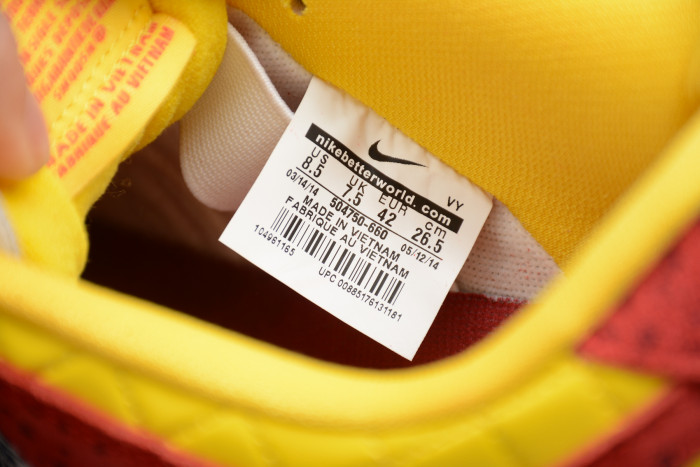 nikebetterworld.com
VY
US UK EUR cm
8.5 7.5 42 26.5
03/14/14 504750-660 05/12/14
MADE IN VIETNAM
FABRIQUE AU VIETNAM
104961165
UPC 00885176131181
MADE IN VIETNAM
FABRIQUE AU VIETNAM